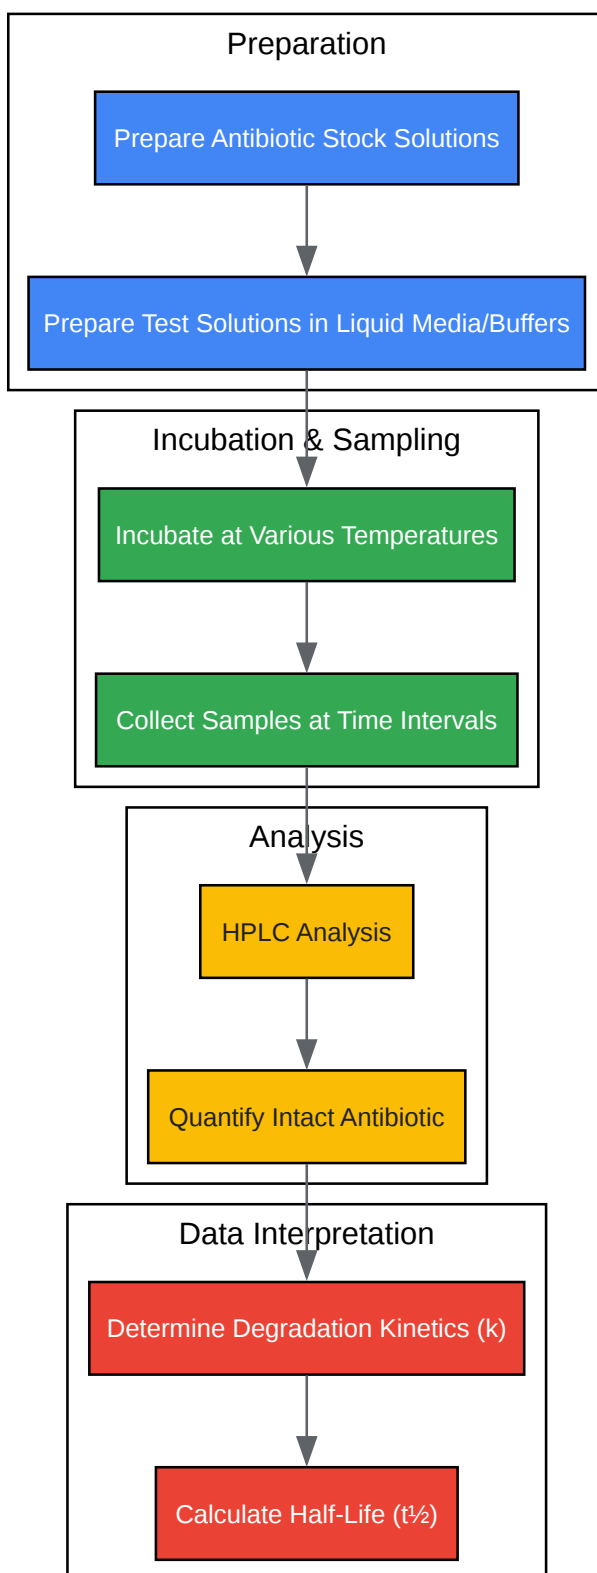 Preparation
Prepare Antibiotic Stock Solutions
Prepare Test Solutions in Liquid Media/Buffers
Incubation & Sampling
Incubate at Various Temperatures
Collect Samples at Time Intervals
Analysis
HPLC Analysis
Quantify Intact Antibiotic
Data Interpretation
Determine Degradation Kinetics (k)
Calculate Half-Life (t½)